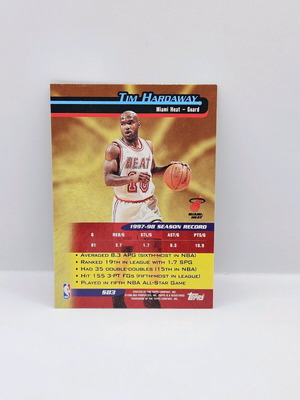 TIM HARDAWAY
Miami Heat – Guard
HEAT
10
MIAMI
HEAT
1997-98 SEASON RECORD
G REB/G STL/G AST/G PTS/G
81 3.7 1.7 8.3 18.9
• AVERAGED 8.3 APG (SIXTH-MOST IN NBA)
• RANKED 19TH IN LEAGUE WITH 1.7 SPG
• HAD 35 DOUBLE-DOUBLES (15TH IN NBA)
• HIT 155 3-PT FGS (FIFTH-MOST IN LEAGUE)
• PLAYED IN FIFTH NBA ALL-STAR GAME
NBA
SB3
Topps